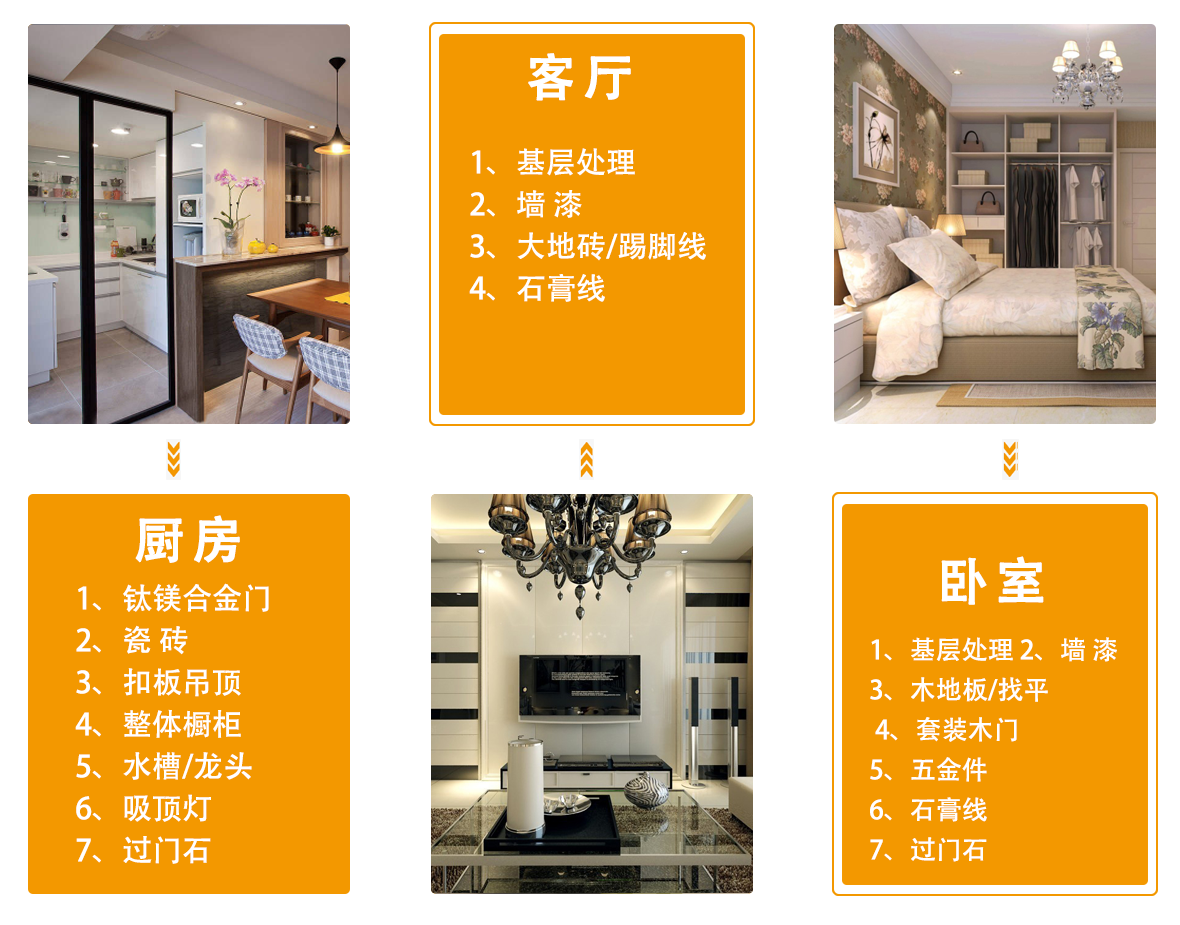 客厅
1、基层处理
2、墙 漆
3、大地砖/踢脚线
4、石膏线
厨房
1、钛镁合金门
2、瓷 砖
3、扣板吊顶
4、整体橱柜
5、水槽/龙头
6、吸顶灯
7、过门石
卧室
1、基层处理 2、墙 漆
3、木地板/找平
4、套装木门
5、五金件
6、石膏线
7、过门石